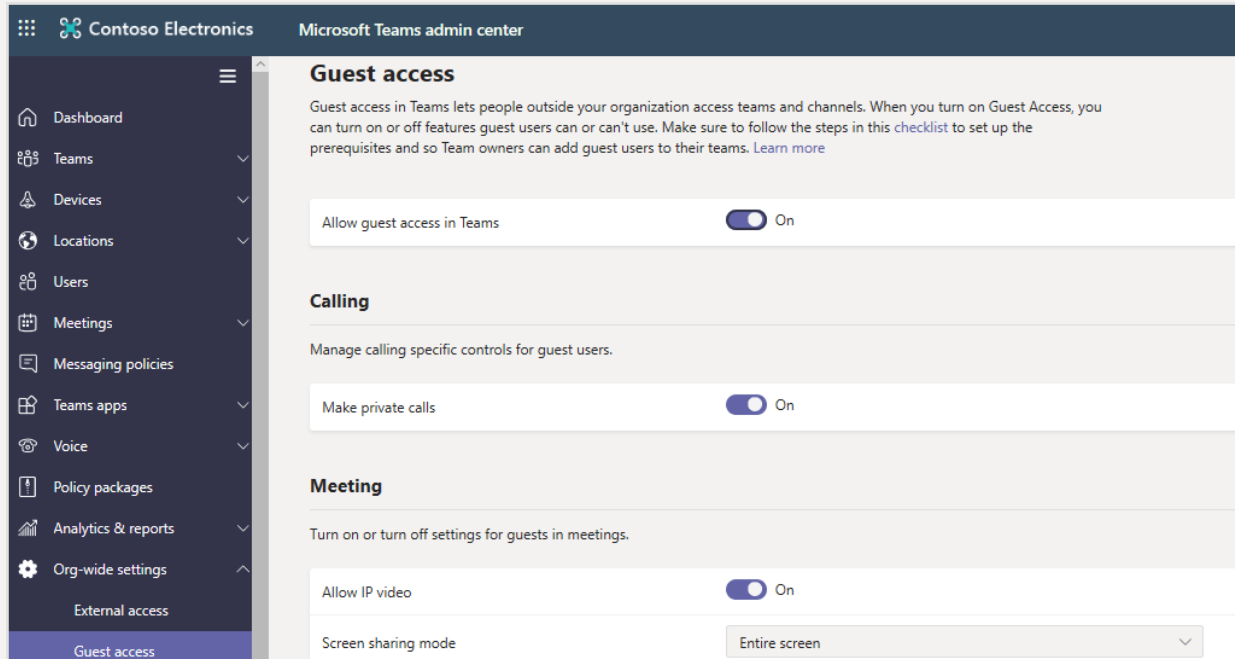 Contoso Electronics
Microsoft Teams admin center
Dashboard
Teams
Devices
Locations
Users
Meetings
Messaging policies
Teams apps
Voice
Policy packages
Analytics & reports
Org-wide settings
External access
Guest access
Guest access
Guest access in Teams lets people outside your organization access teams and channels. When you turn on Guest Access, you
can turn on or off features guest users can or can't use. Make sure to follow the steps in this checklist to set up the
prerequisites and so Team owners can add guest users to their teams. Learn more
Allow guest access in Teams On
Calling
Manage calling specific controls for guest users.
Make private calls On
Meeting
Turn on or turn off settings for guests in meetings.
Allow IP video On
Screen sharing mode Entire screen